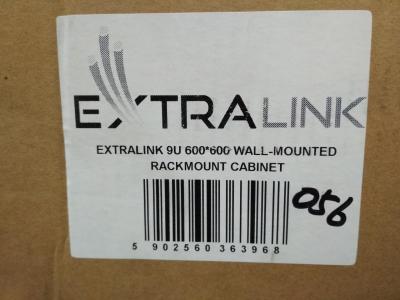 EXTRALINK
EXTRALINK 9U 600*600 WALL-MOUNTED
RACKMOUNT CABINET
056
5 902560 363968